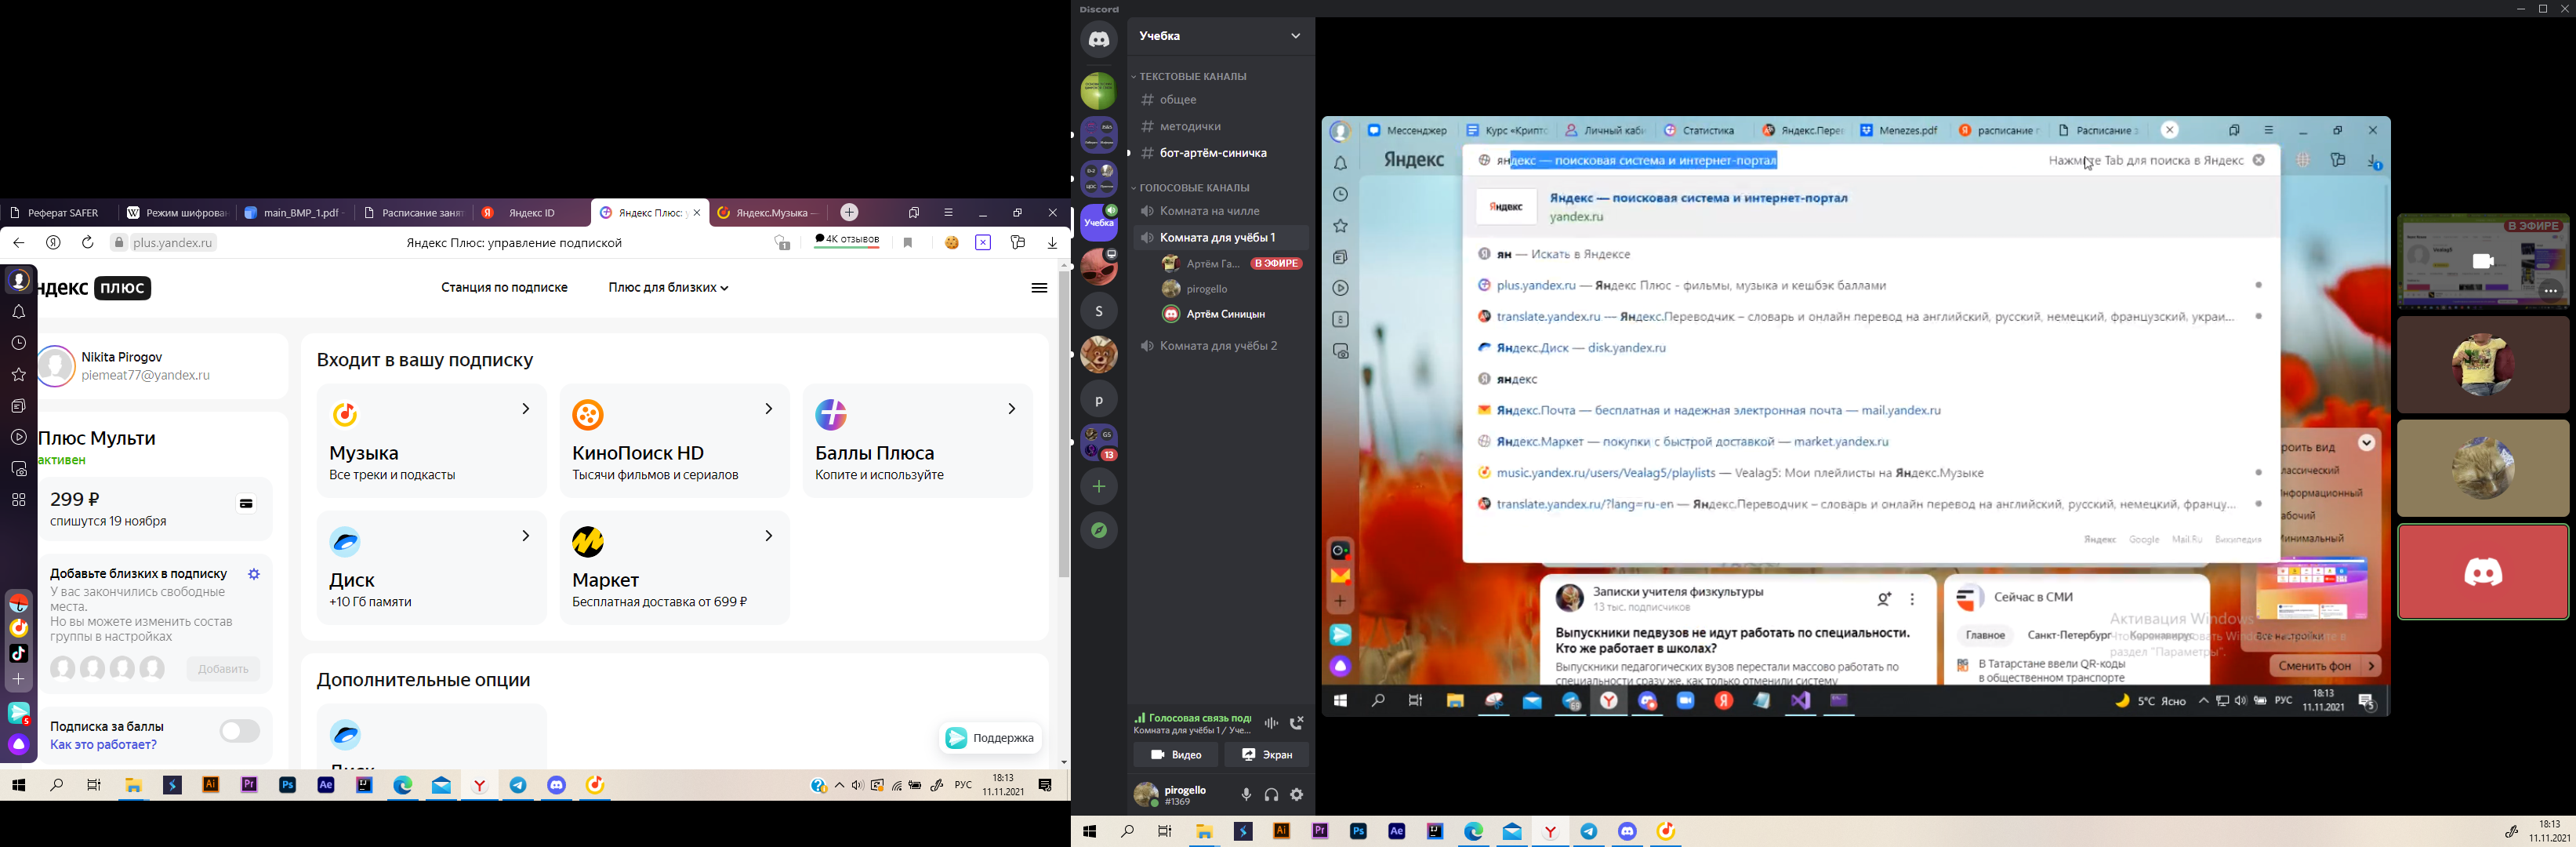 Реферат SAFER
Режим шифрован
main_BMP_1.pdf
Расписание занят
Яндекс ID
Яндекс Плюс: у
Яндекс.Музыка —
plus.yandex.ru
Яндекс Плюс: управление подпиской
4K отзывов
ндекс плюс
Станция по подписке
Плюс для близких
Nikita Pirogov
piemeat77@yandex.ru
Плюс Мульти
активен
299 ₽
спишутся 19 ноября
Добавьте близких в подписку
У вас закончились свободные
места.
Но вы можете изменить состав
группы в настройках
Добавить
Подписка за баллы
Как это работает?
Входит в вашу подписку
Музыка
Все треки и подкасты
КиноПоиск HD
Тысячи фильмов и сериалов
Баллы Плюса
Копите и используйте
Диск
+10 Гб памяти
Маркет
Бесплатная доставка от 699 ₽
Дополнительные опции
Поддержка
РУС
18:13
11.11.2021
Discord
Учебка
ТЕКСТОВЫЕ КАНАЛЫ
общее
методички
бот-артём-синичка
ГОЛОСОВЫЕ КАНАЛЫ
Комната на чилле
Комната для учёбы 1
Артём Га... В ЭФИРЕ
pirogello
Артём Синицын
Комната для учёбы 2
Учебка
S
p
13
Голосовая связь под
Комната для учёбы 1 / Уче...
Видео
Экран
pirogello
#1369
Мессенджер
Курс «Крипто
Личный каби
Статистика
Яндекс.Перев
Menezes.pdf
расписание г
Расписание з
Яндекс
яндекс — поисковая система и интернет-портал
Нажмите Tab для поиска в Яндекс
Яндекс
Яндекс — поисковая система и интернет-портал
yandex.ru
ян — Искать в Яндексе
plus.yandex.ru — Яндекс Плюс - фильмы, музыка и кешбэк баллами
translate.yandex.ru — Яндекс.Переводчик – словарь и онлайн перевод на английский, русский, немецкий, французский, украи...
Яндекс.Диск — disk.yandex.ru
яндекс
Яндекс.Почта — бесплатная и надежная электронная почта — mail.yandex.ru
Яндекс.Маркет — покупки с быстрой доставкой — market.yandex.ru
music.yandex.ru/users/Vealag5/playlists — Vealag5: Мои плейлисты на Яндекс.Музыке
translate.yandex.ru/?lang=ru-en — Яндекс.Переводчик – словарь и онлайн перевод на английский, русский, немецкий, францу...
Яндекс Google Mail.Ru Википедия
роить вид
лассический
нформационный
абочий
Минимальный
Сменить фон
Записки учителя физкультуры
13 тыс. подписчиков
Выпускники педвузов не идут работать по специальности.
Кто же работает в школах?
Выпускники педагогических вузов перестали массово работать по
специальности сразу же, как только отменили систему
Сейчас в СМИ
Главное Санкт-Петербург Коронавирус
В Татарстане ввели QR-коды
в общественном транспорте
Активация Windows
раздел "Параметры".
5°C Ясно
РУС
18:13
11.11.2021
В ЭФИРЕ
18:13
11.11.2021